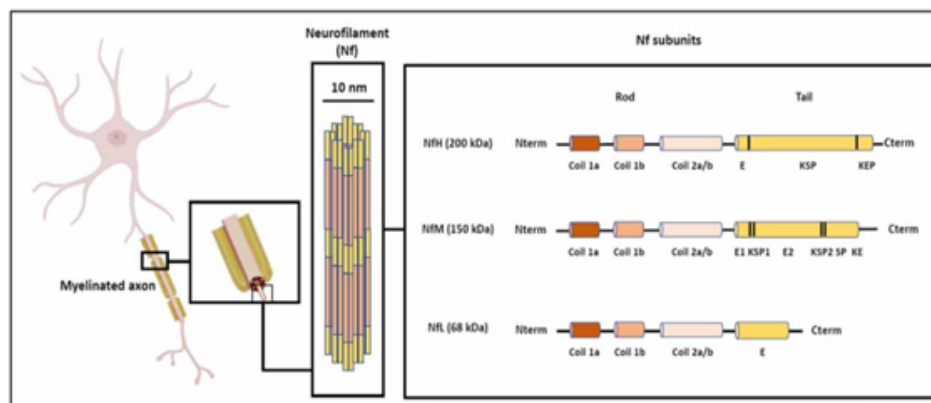 Neurofilament
(Nf)
10 nm
Myelinated axon
Nf subunits
Rod Tail
NfH (200 kDa) Nterm Cterm
Coil 1a Coil 1b Coil 2a/b E KSP KEP
NfM (150 kDa) Nterm Cterm
Coil 1a Coil 1b Coil 2a/b E1 KSP1 E2 KSP2 SP KE
NfL (68 kDa) Nterm Cterm
Coil 1a Coil 1b Coil 2a/b E